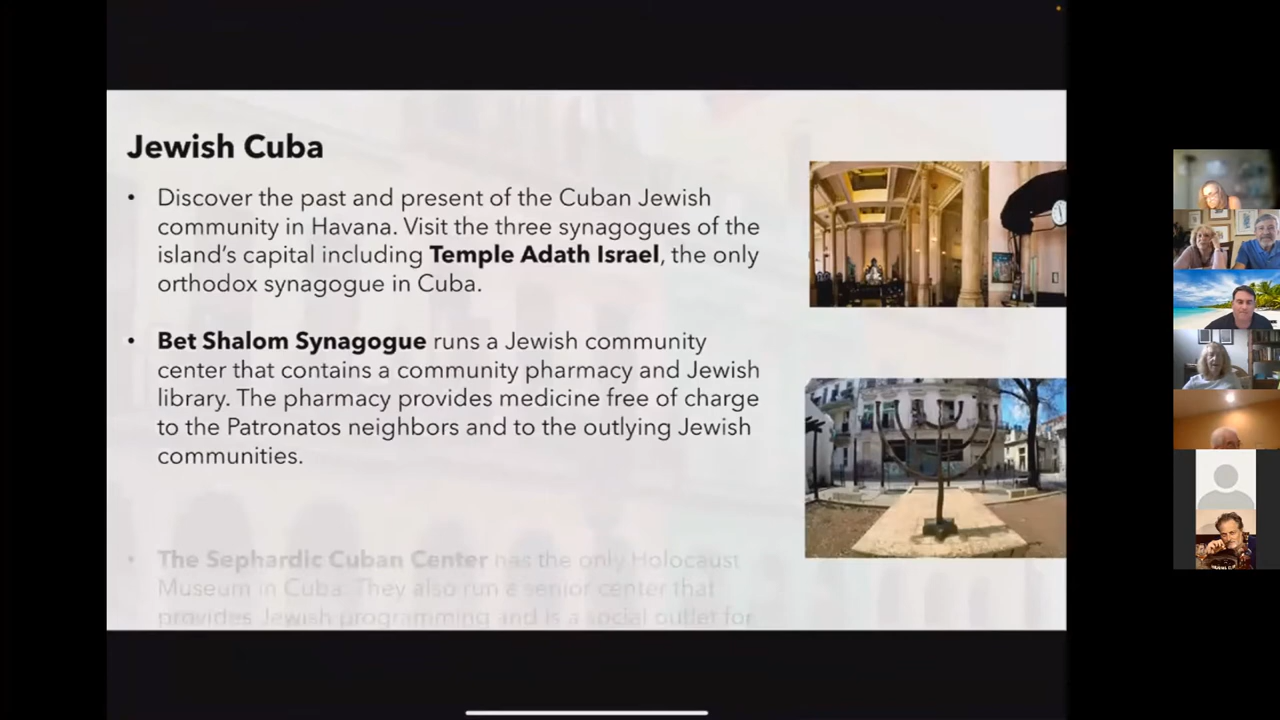 Jewish Cuba
• Discover the past and present of the Cuban Jewish
community in Havana. Visit the three synagogues of the
island's capital including Temple Adath Israel, the only
orthodox synagogue in Cuba.
• Bet Shalom Synagogue runs a Jewish community
center that contains a community pharmacy and Jewish
library. The pharmacy provides medicine free of charge
to the Patronatos neighbors and to the outlying Jewish
communities.
• The Sephardic Cuban Center has the only Holocaust
Museum in Cuba. They also run a senior center that
provides Jewish programming and is a social outlet for